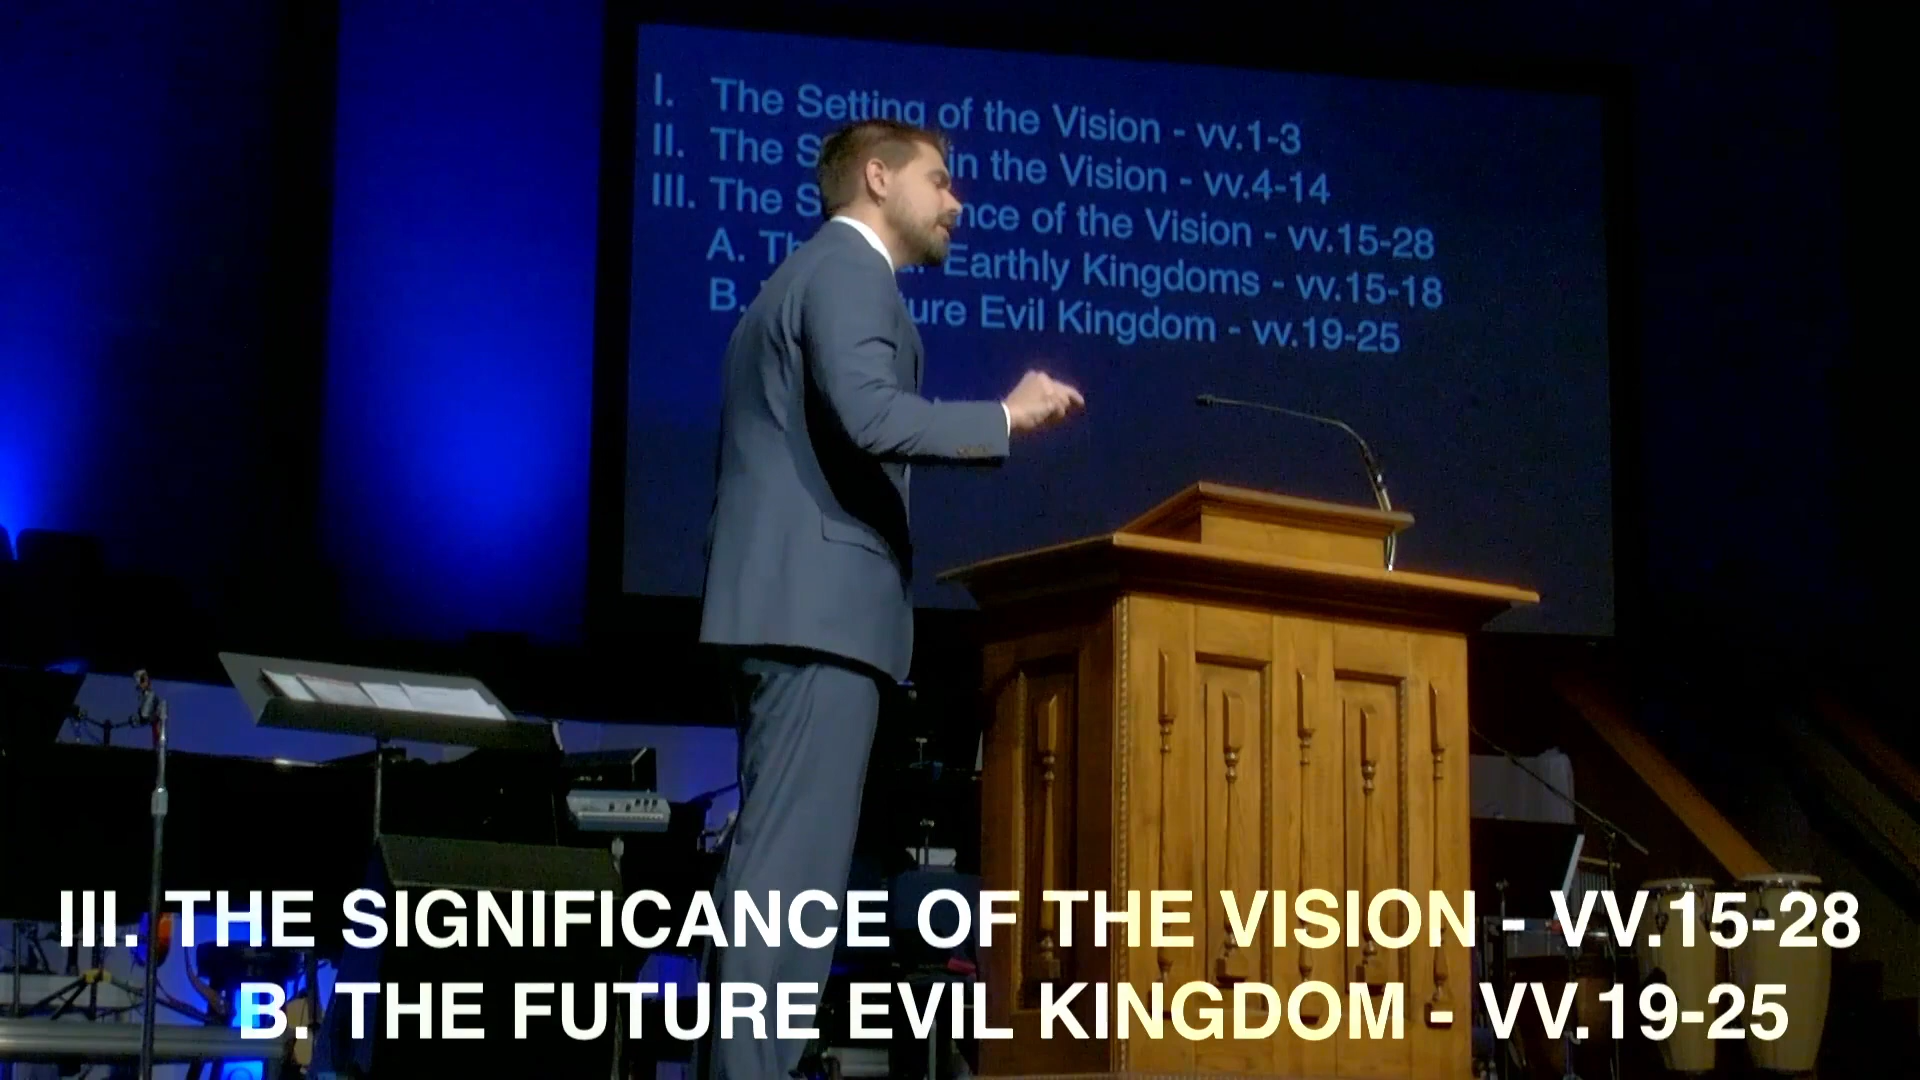 I. The Setting of the Vision - vv.1-3
II. The in the Vision - vv.4-14
III. The of the Vision - vv.15-28
A. Earthly Kingdoms - vv.15-18
B. Evil Kingdom - vv.19-25
III. THE SIGNIFICANCE OF THE VISION - VV.15-28
B. THE FUTURE EVIL KINGDOM - VV.19-25